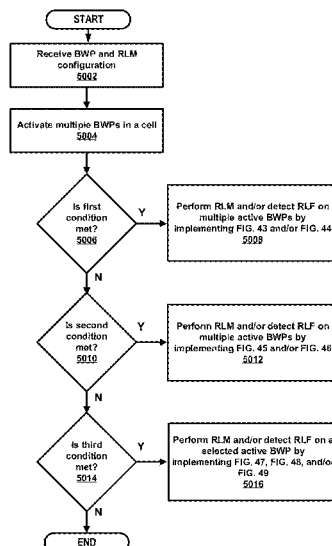 START
Receive BWP and RLM
configuration
5002
Activate multiple BWPs in a cell
5004
Is first
condition
met?
5006
Y
Perform RLM and/or detect RLF on
multiple active BWPs by
implementing FIG. 43 and/or FIG. 44
5008
N
Is second
condition
met?
5010
Y
Perform RLM and/or detect RLF on
multiple active BWPs by
implementing FIG. 45 and/or FIG. 46
5012
N
Is third
condition
met?
5014
Y
Perform RLM and/or detect RLF on a
selected active BWP by
implementing FIG. 47, FIG. 48, and/or
FIG. 49
5016
N
END